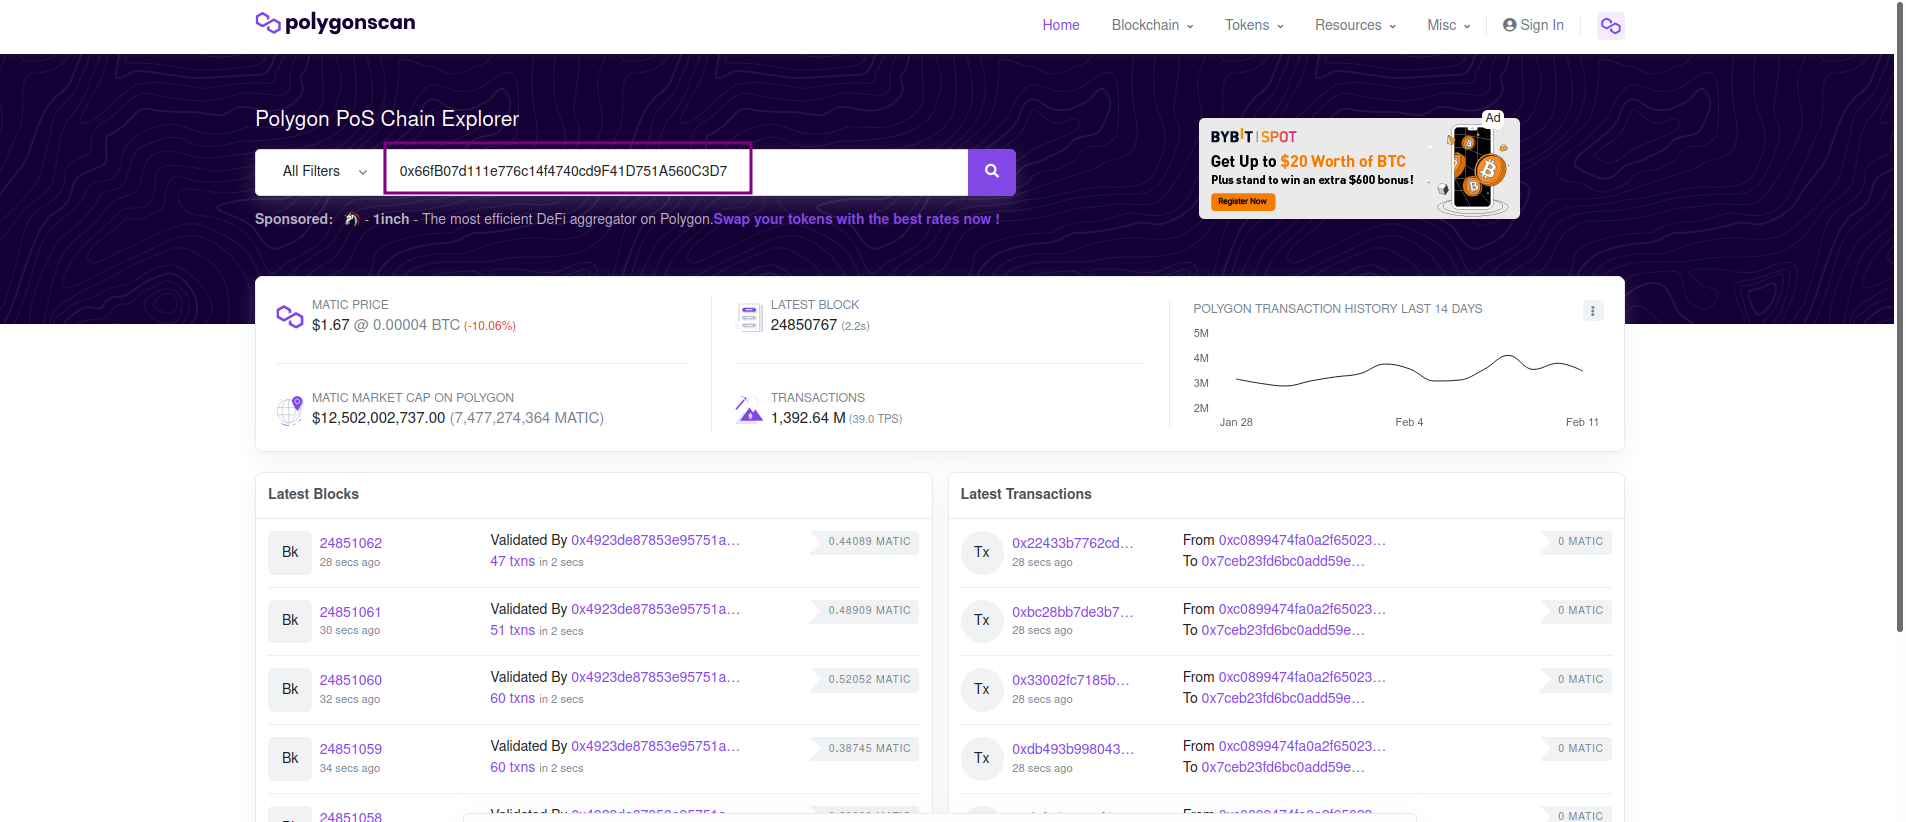 polygonscan
Home Blockchain Tokens Resources Misc Sign In
Polygon PoS Chain Explorer
All Filters 0x66fB07d111e776c14f4740cd9F41D751A560C3D7
Sponsored: - 1inch - The most efficient DeFi aggregator on Polygon.Swap your tokens with the best rates now !
Ad
BYBIT | SPOT
Get Up to $20 Worth of BTC
Plus stand to win an extra $600 bonus!
Register Now
MATIC PRICE
$1.67 @ 0.00004 BTC (-10.06%)
MATIC MARKET CAP ON POLYGON
$12,502,002,737.00 (7,477,274,364 MATIC)
LATEST BLOCK
24850767 (2.2s)
TRANSACTIONS
1,392.64 M (39.0 TPS)
POLYGON TRANSACTION HISTORY LAST 14 DAYS
5M
4M
3M
2M
Jan 28 Feb 4 Feb 11
Latest Blocks
Bk 24851062 Validated By 0x4923de87853e95751a... 0.44089 MATIC
28 secs ago 47 txns in 2 secs
Bk 24851061 Validated By 0x4923de87853e95751a... 0.48909 MATIC
30 secs ago 51 txns in 2 secs
Bk 24851060 Validated By 0x4923de87853e95751a... 0.52052 MATIC
32 secs ago 60 txns in 2 secs
Bk 24851059 Validated By 0x4923de87853e95751a... 0.38745 MATIC
34 secs ago 60 txns in 2 secs
24851058
Latest Transactions
Tx 0x22433b7762cd... From 0xc0899474fa0a2f65023... 0 MATIC
28 secs ago To 0x7ceb23fd6bc0add59e...
Tx 0xbc28bb7de3b7... From 0xc0899474fa0a2f65023... 0 MATIC
28 secs ago To 0x7ceb23fd6bc0add59e...
Tx 0x33002fc7185b... From 0xc0899474fa0a2f65023... 0 MATIC
28 secs ago To 0x7ceb23fd6bc0add59e...
Tx 0xdb493b998043... From 0xc0899474fa0a2f65023... 0 MATIC
28 secs ago To 0x7ceb23fd6bc0add59e...
0 MATIC